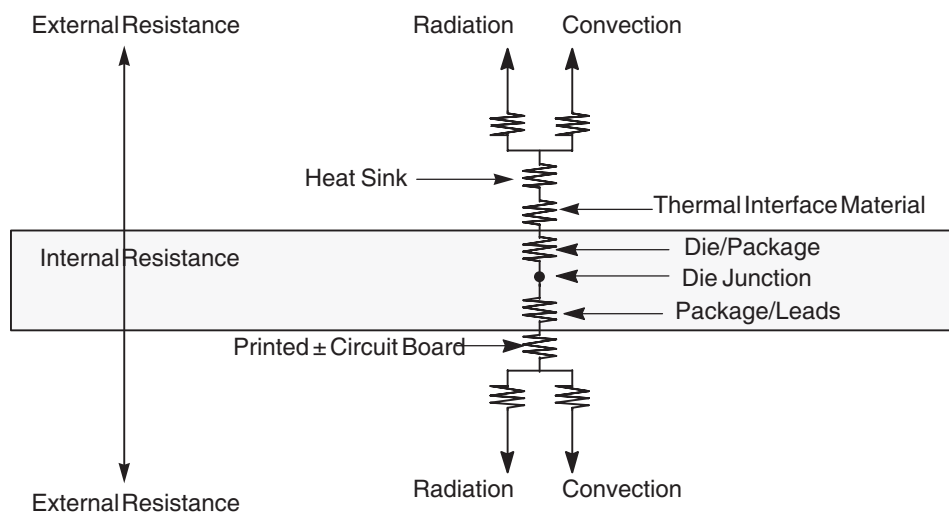 External Resistance
Radiation
Convection
Heat Sink
Thermal Interface Material
Internal Resistance
Die/Package
Die Junction
Package/Leads
Printed ± Circuit Board
Radiation
Convection
External Resistance